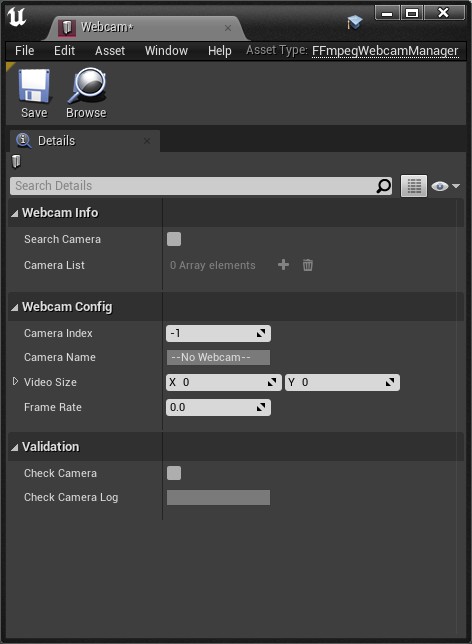 Webcam*
File Edit Asset Window Help Asset Type: FFmpegWebcamManager
Save Browse
Details
Search Details
Webcam Info
Search Camera
Camera List 0 Array elements
Webcam Config
Camera Index -1
Camera Name --No Webcam--
Video Size X 0 Y 0
Frame Rate 0.0
Validation
Check Camera
Check Camera Log